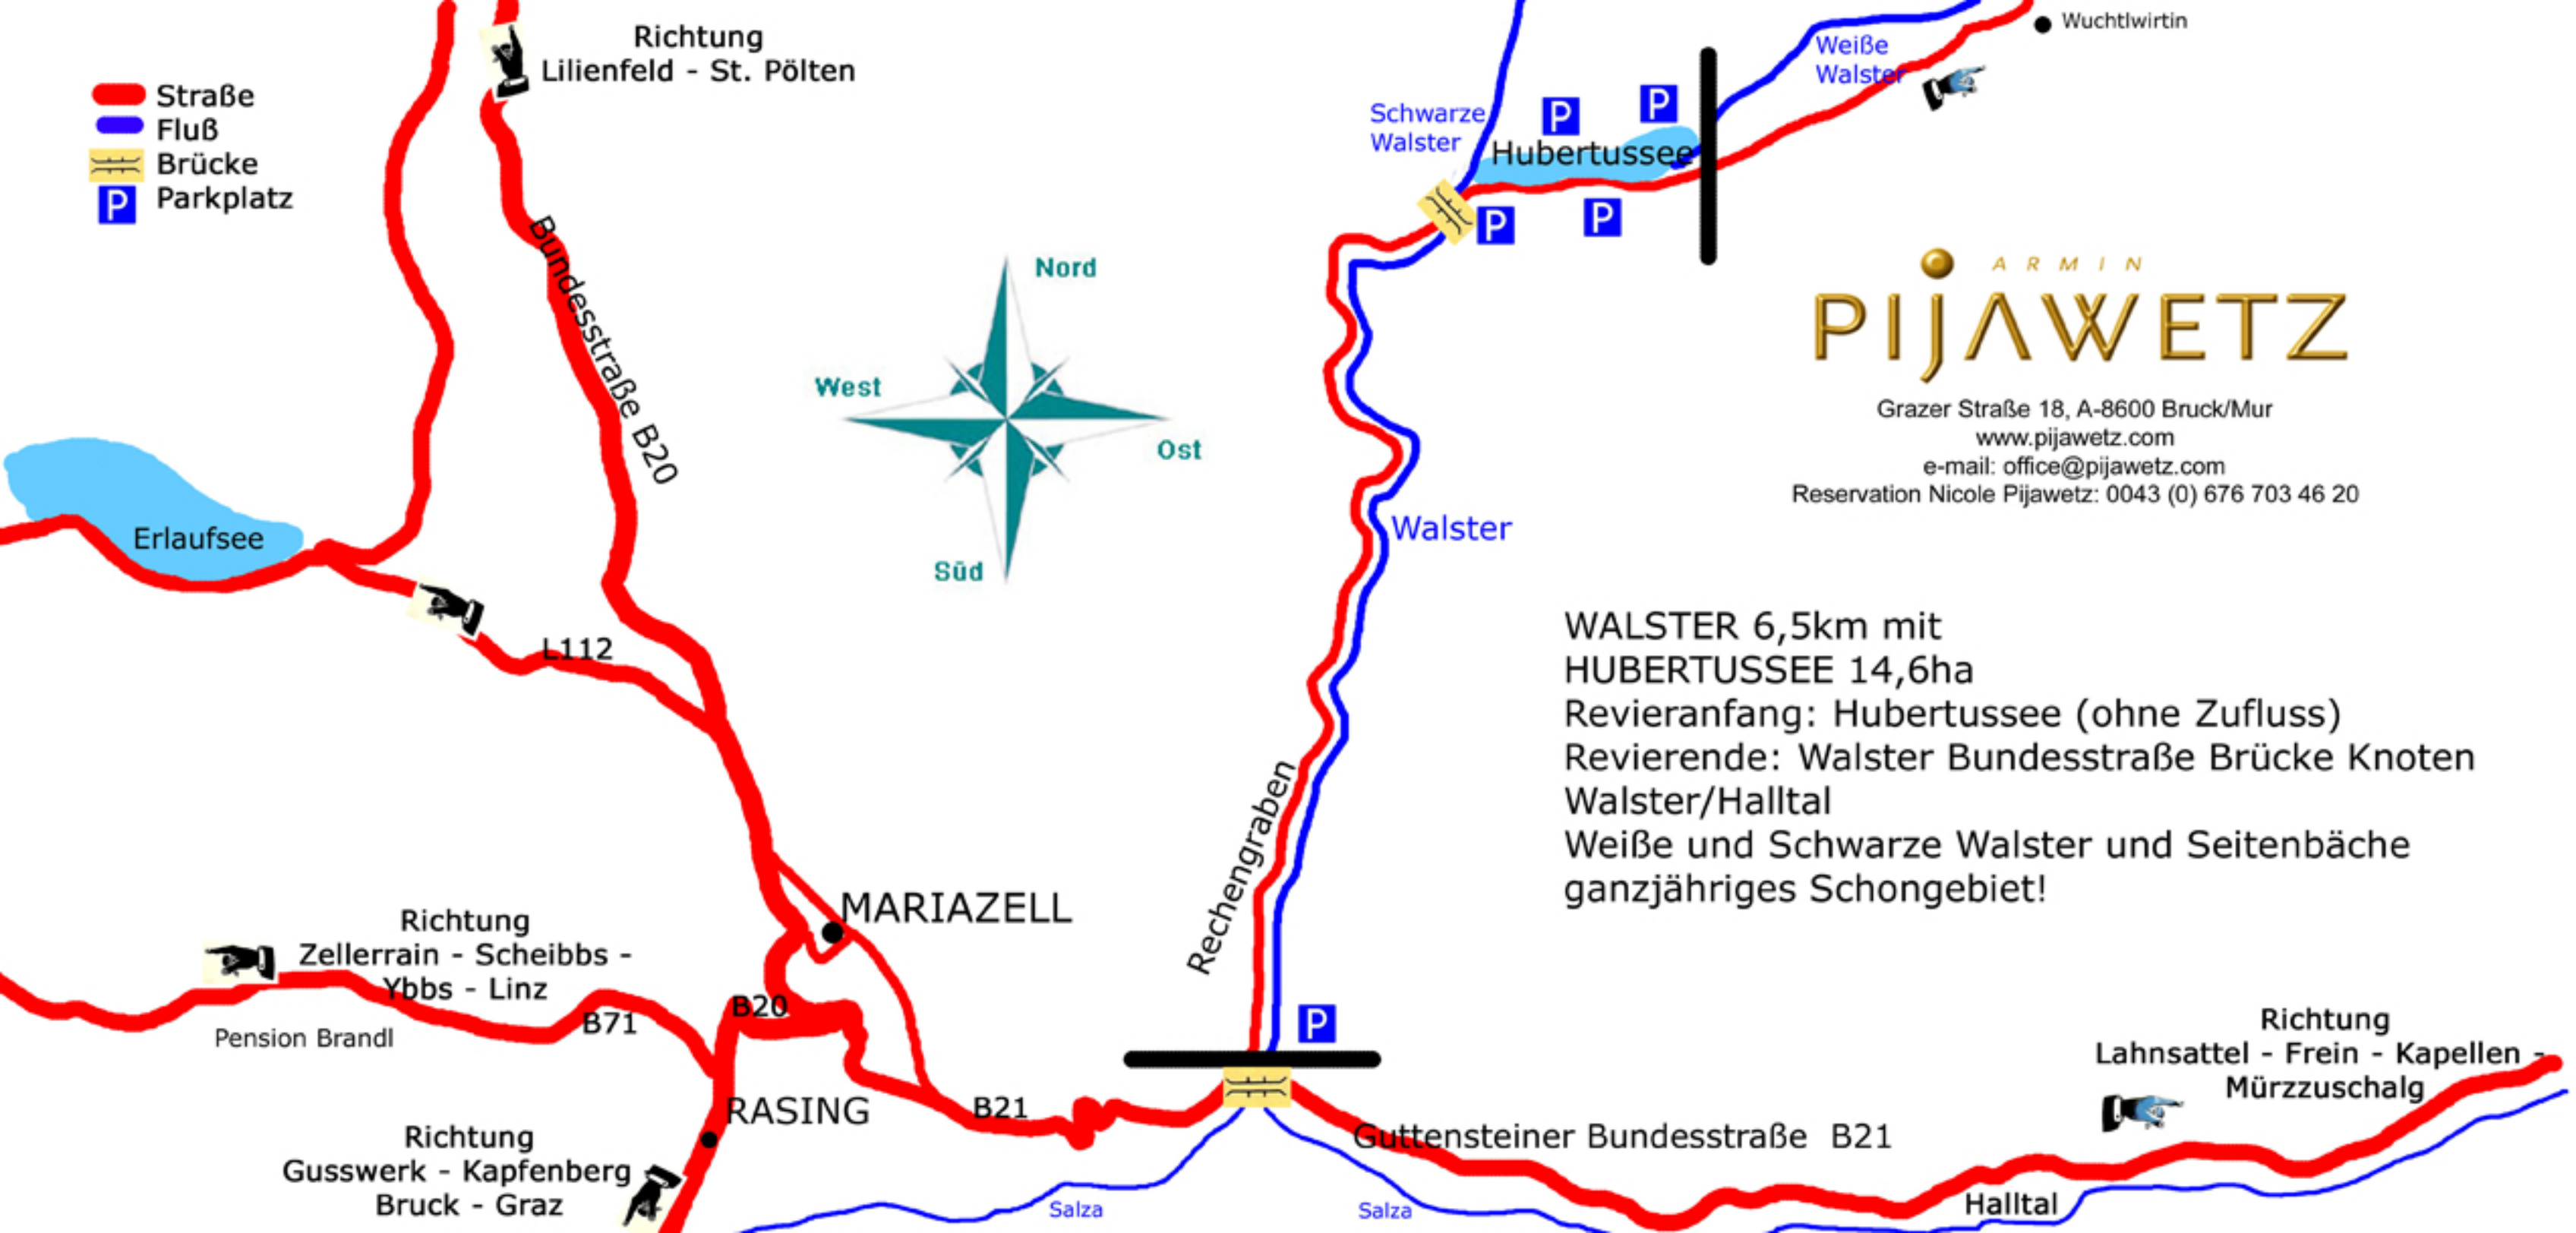 Richtung
Lilienfeld - St. Pölten
Straße
Fluß
Brücke
P Parkplatz
Bundesstraße B20
Erlaufsee
L112
Nord
West
Ost
Süd
Schwarze
Walster
P
P
Hubertussee
P
P
Weiße
Walster
Wuchtlwirtin
ARMIN
PIJAWETZ
Grazer Straße 18, A-8600 Bruck/Mur
www.pijawetz.com
e-mail: office@pijawetz.com
Reservation Nicole Pijawetz: 0043 (0) 676 703 46 20
Walster
WALSTER 6,5km mit
HUBERTUSSEE 14,6ha
Revieranfang: Hubertussee (ohne Zufluss)
Revierende: Walster Bundesstraße Brücke Knoten
Walster/Halltal
Weiße und Schwarze Walster und Seitenbäche
ganzjähriges Schongebiet!
Rechengraben
MARIAZELL
Richtung
Zellerrain - Scheibbs -
Ybbs - Linz
Pension Brandl
B71
B20
RASING
Richtung
Gusswerk - Kapfenberg
Bruck - Graz
B21
P
Guttensteiner Bundesstraße B21
Salza
Salza
Richtung
Lahnsattel - Frein - Kapellen -
Mürzzuschalg
Halltal